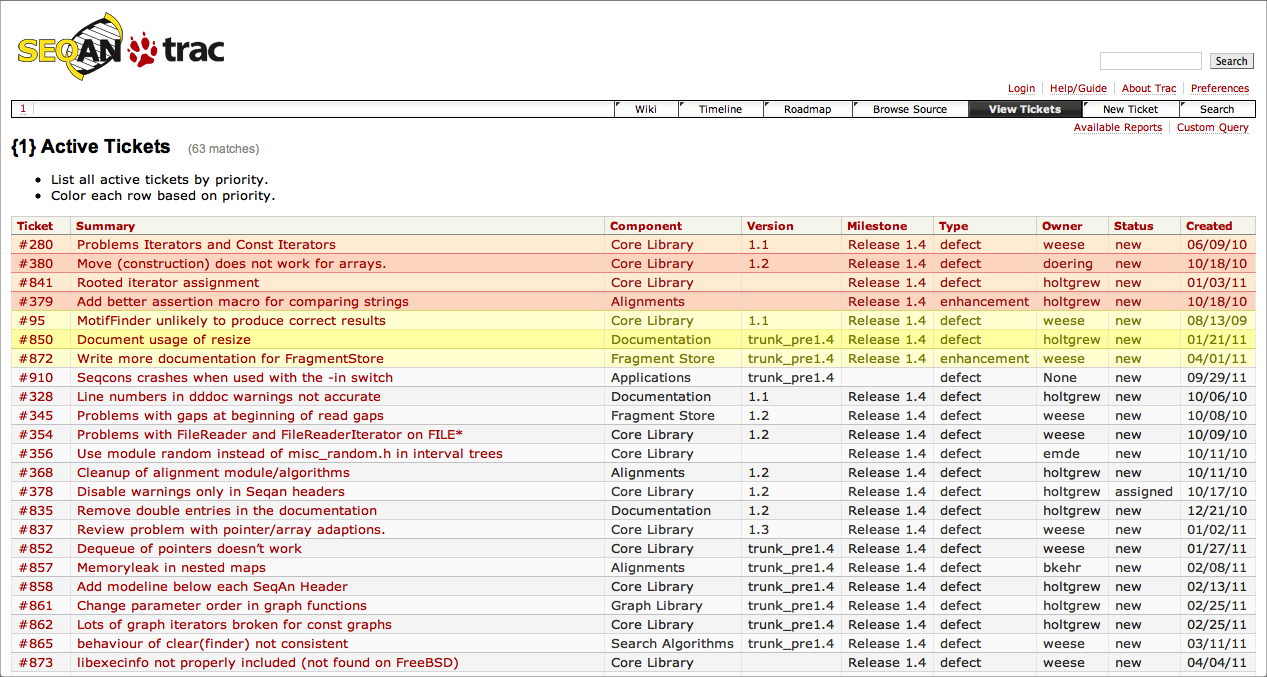 SEQAN trac
Search
Login Help/Guide About Trac Preferences
1 Wiki Timeline Roadmap Browse Source View Tickets New Ticket Search
Available Reports Custom Query
{1} Active Tickets (63 matches)
• List all active tickets by priority.
• Color each row based on priority.
Ticket Summary Component Version Milestone Type Owner Status Created
#280 Problems Iterators and Const Iterators Core Library 1.1 Release 1.4 defect weese new 06/09/10
#380 Move (construction) does not work for arrays. Core Library 1.2 Release 1.4 defect doering new 10/18/10
#841 Rooted iterator assignment Core Library Release 1.4 defect holtgrew new 01/03/11
#379 Add better assertion macro for comparing strings Alignments Release 1.4 enhancement holtgrew new 10/18/10
#95 MotifFinder unlikely to produce correct results Core Library 1.1 Release 1.4 defect weese new 08/13/09
#850 Document usage of resize Documentation trunk_pre1.4 Release 1.4 defect holtgrew new 01/21/11
#872 Write more documentation for FragmentStore Fragment Store trunk_pre1.4 Release 1.4 enhancement weese new 04/01/11
#910 Seqcons crashes when used with the -in switch Applications trunk_pre1.4 defect None new 09/29/11
#328 Line numbers in dddoc warnings not accurate Documentation 1.1 Release 1.4 defect holtgrew new 10/06/10
#345 Problems with gaps at beginning of read gaps Fragment Store 1.2 Release 1.4 defect weese new 10/08/10
#354 Problems with FileReader and FileReaderIterator on FILE* Core Library 1.2 Release 1.4 defect weese new 10/09/10
#356 Use module random instead of misc_random.h in interval trees Core Library Release 1.4 defect emde new 10/11/10
#368 Cleanup of alignment module/algorithms Alignments 1.2 Release 1.4 defect holtgrew new 10/11/10
#378 Disable warnings only in Seqan headers Core Library 1.2 Release 1.4 defect holtgrew assigned 10/17/10
#835 Remove double entries in the documentation Documentation 1.2 Release 1.4 defect holtgrew new 12/21/10
#837 Review problem with pointer/array adaptions. Core Library 1.3 Release 1.4 defect weese new 01/02/11
#852 Dequeue of pointers doesn't work Core Library trunk_pre1.4 Release 1.4 defect weese new 01/27/11
#857 Memoryleak in nested maps Alignments trunk_pre1.4 Release 1.4 defect bkehr new 02/08/11
#858 Add modeline below each SeqAn Header Core Library trunk_pre1.4 Release 1.4 defect holtgrew new 02/13/11
#861 Change parameter order in graph functions Graph Library trunk_pre1.4 Release 1.4 defect holtgrew new 02/25/11
#862 Lots of graph iterators broken for const graphs Core Library trunk_pre1.4 Release 1.4 defect holtgrew new 02/25/11
#865 behaviour of clear(finder) not consistent Search Algorithms trunk_pre1.4 Release 1.4 defect weese new 03/11/11
#873 libexecinfo not properly included (not found on FreeBSD) Core Library Release 1.4 defect weese new 04/04/11